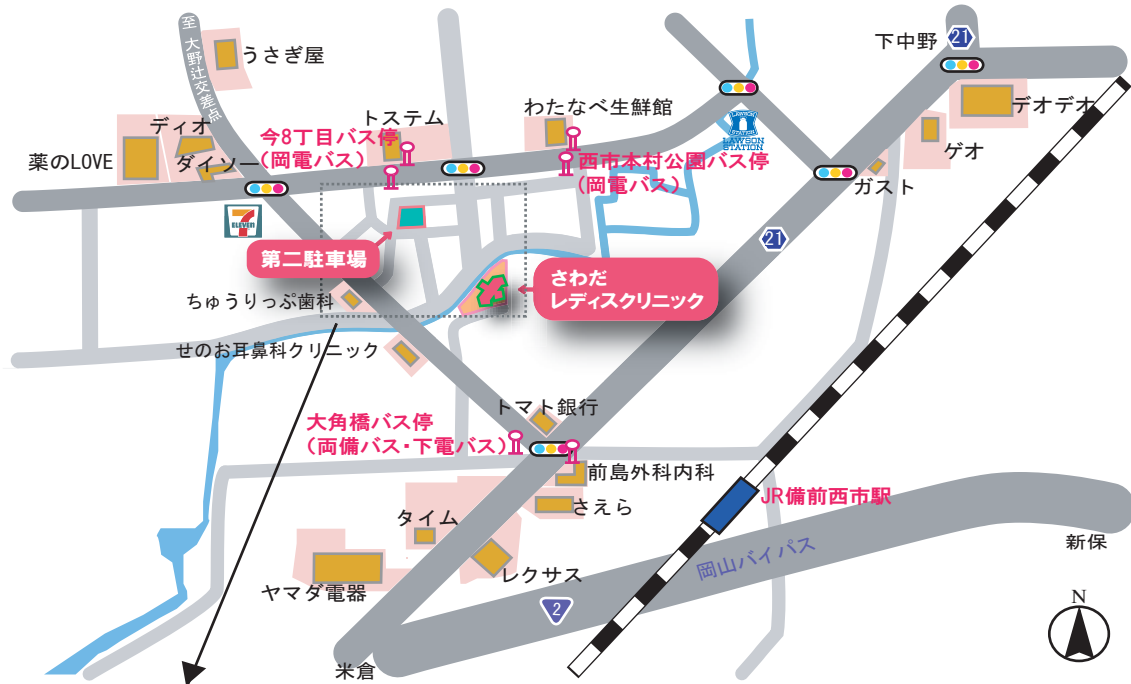 至 大野辻交差点
うさぎ屋
下中野
21
デオデオ
ディオ
トステム
わたなべ生鮮館
LAWSON
STATION
ゲオ
薬のLOVE
ダイソー
今8丁目バス停
(岡電バス)
西市本村公園バス停
(岡電バス)
ガスト
7
ELEVEN
21
第二駐車場
さわだ
レディスクリニック
ちゅうりっぷ歯科
せのお耳鼻科クリニック
トマト銀行
大角橋バス停
(両備バス・下電バス)
前島外科内科
さえら
JR備前西市駅
タイム
新保
岡山バイパス
レクサス
ヤマダ電器
2
米倉
N